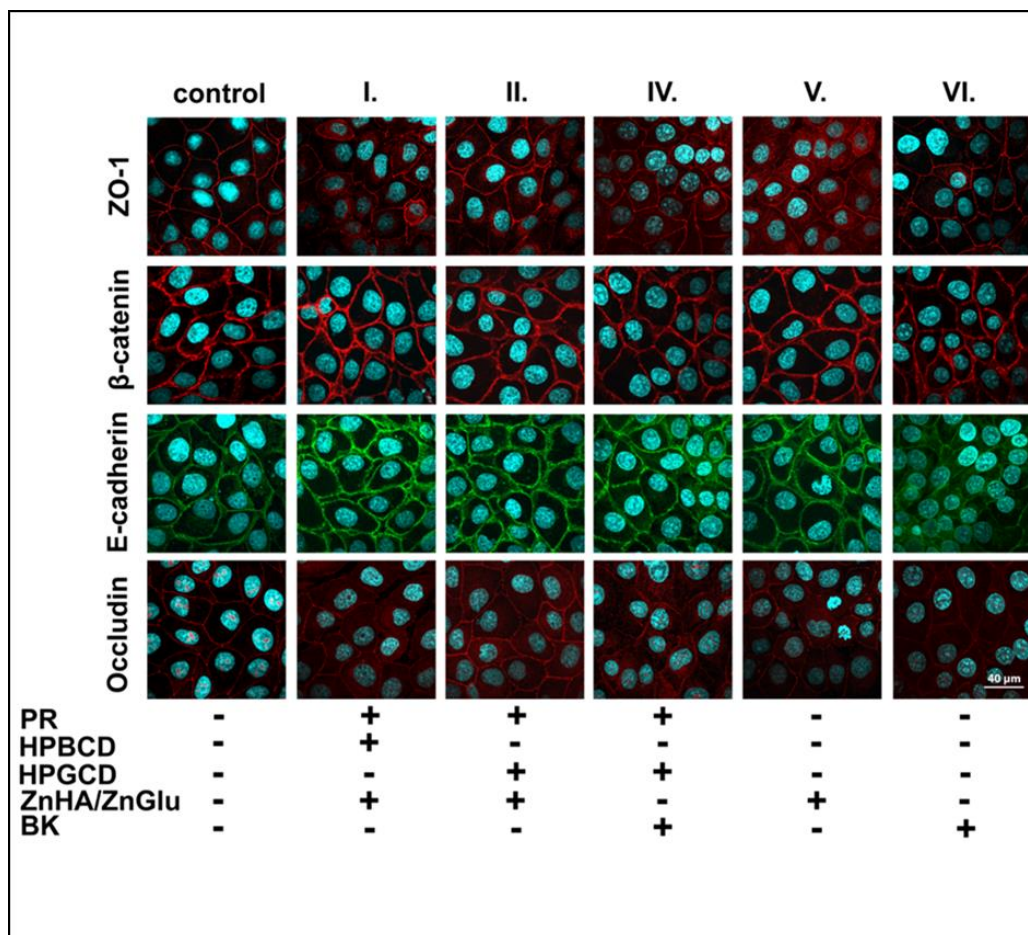 control I. II. IV. V. VI.
ZO-1
β-catenin
E-cadherin
Occludin
40 µm
PR - + + + - -
HPBCD - + - - - -
HPGCD - - + + - -
ZnHA/ZnGlu - + + - + -
BK - - - + - +